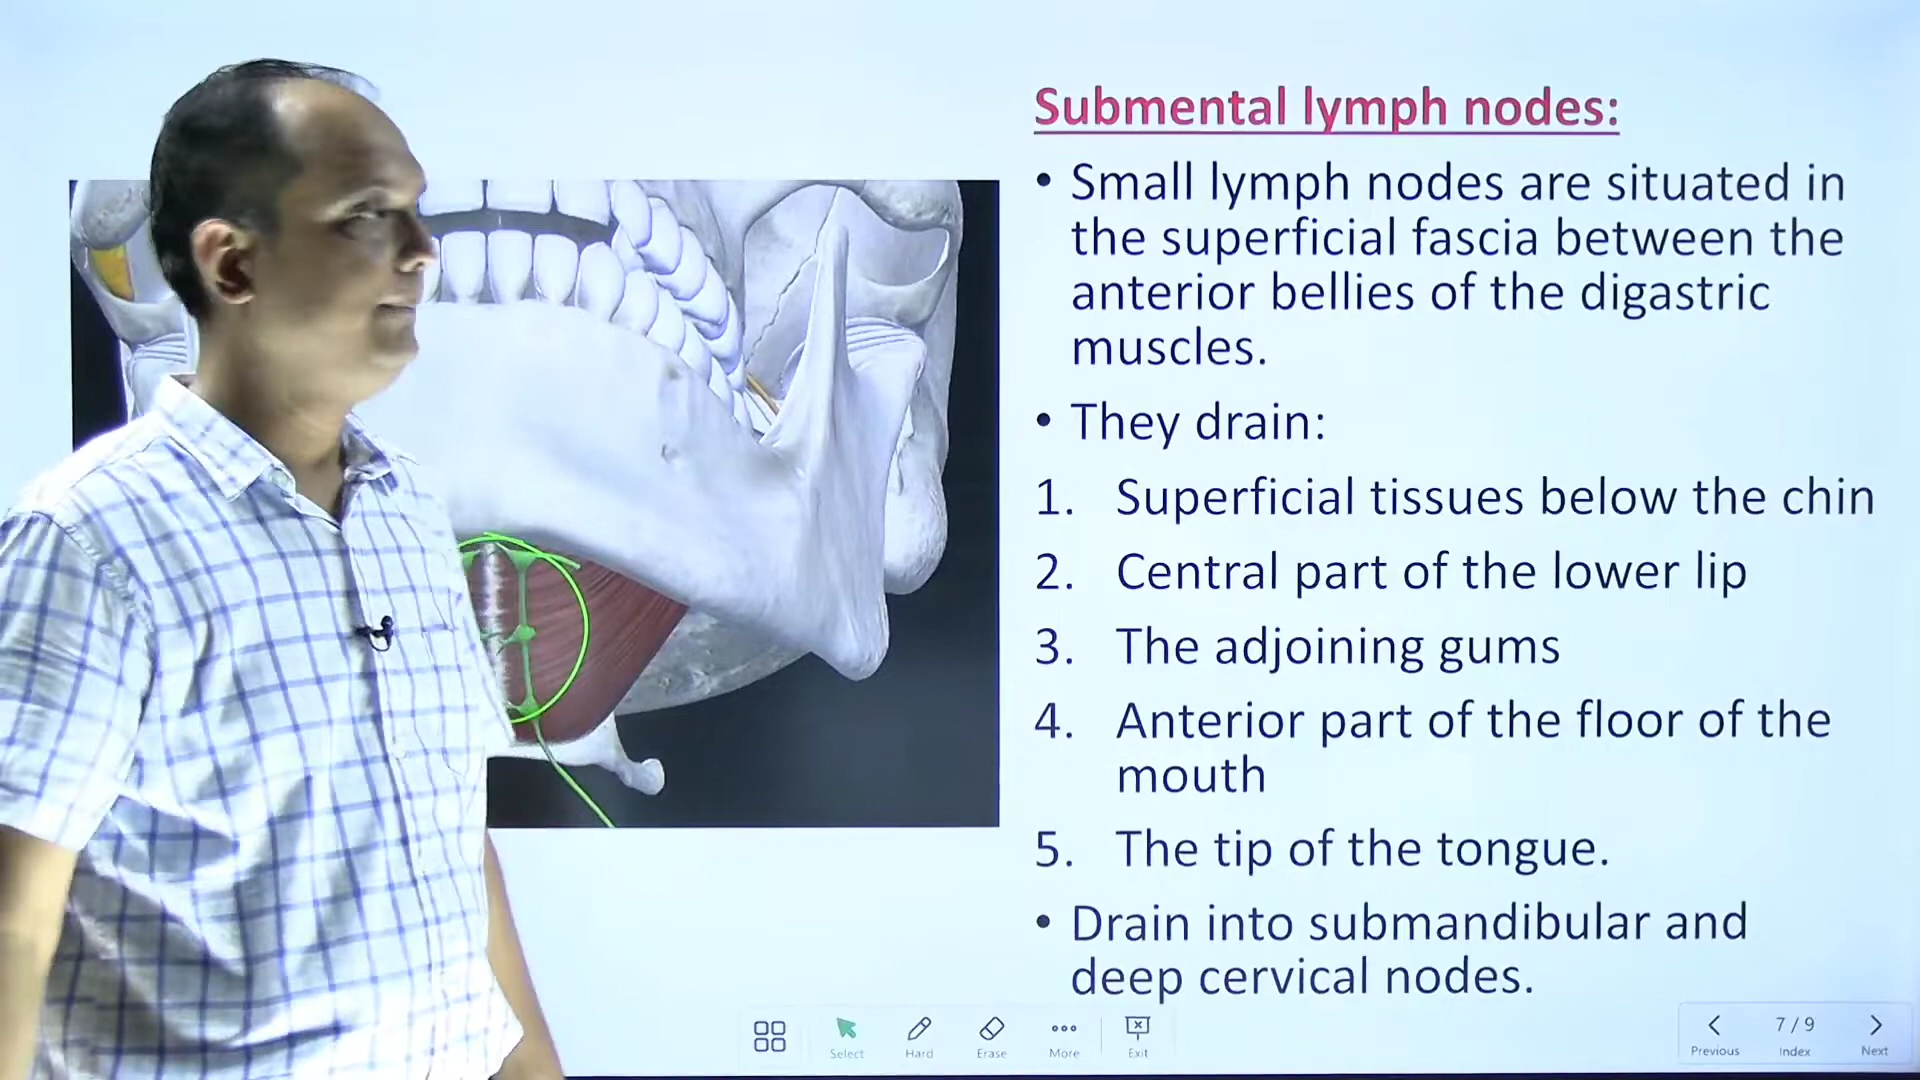 Submental lymph nodes:
• Small lymph nodes are situated in
the superficial fascia between the
anterior bellies of the digastric
muscles.
• They drain:
1. Superficial tissues below the chin
2. Central part of the lower lip
3. The adjoining gums
4. Anterior part of the floor of the
mouth
5. The tip of the tongue.
• Drain into submandibular and
deep cervical nodes.
Select
Hard
Erase
More
Exit
7 / 9
Previous
Index
Next